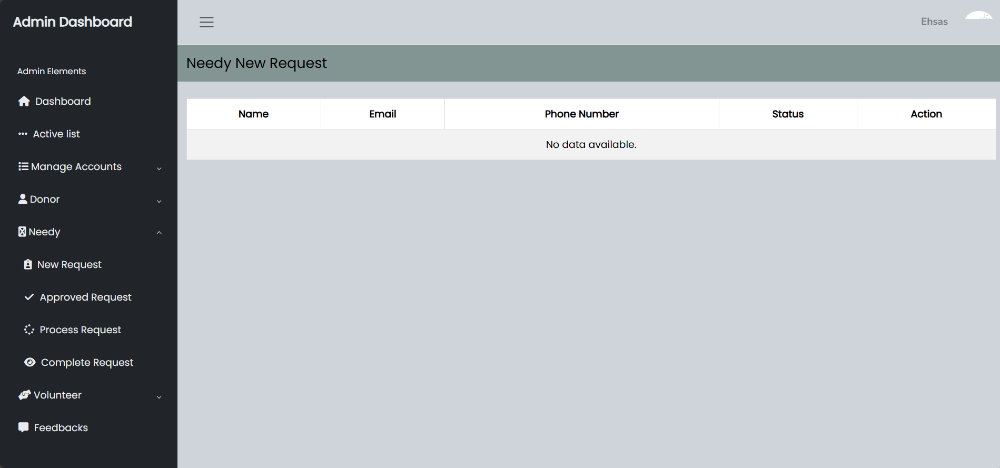 Admin Dashboard
Ehsas
Admin Elements
Dashboard
Active list
Manage Accounts
Donor
Needy
New Request
Approved Request
Process Request
Complete Request
Volunteer
Feedbacks
Needy New Request
Name Email Phone Number Status Action
No data available.